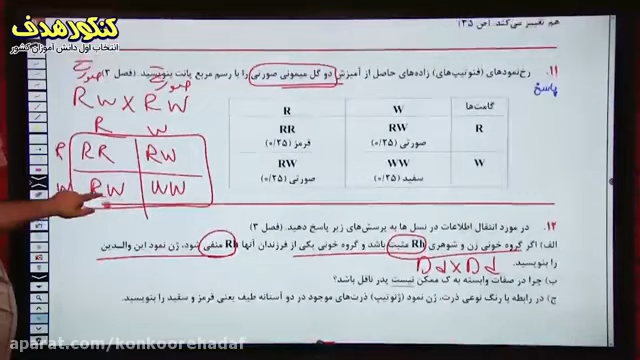 هم تغییر می‌کند. (ص ۳۵)
کنکورهدف
انتخاب اول دانش آموزان کشور
۱۱. رخ‌نمودهای (فنوتیپ‌های) زاده‌های حاصل از آمیزش دو گل میمونی صورتی را با رسم مربع پانت بنویسید. (فصل ۳)
پاسخ
RW X RW
R W
R RR RW
W RW WW
گامت‌ها W R
R RW RR
صورتی (۰/۲۵) قرمز (۰/۲۵)
W WW RW
سفید (۰/۲۵) صورتی (۰/۲۵)
۱۲. در مورد انتقال اطلاعات در نسل ها به پرسش‌های زیر پاسخ دهید. (فصل ۳)
الف) اگر گروه خونی زن و شوهری Rh مثبت باشد و گروه خونی یکی از فرزندان آنها Rh منفی شود، ژن نمود این والدین
را بنویسید.
Dd X Dd
ب) چرا در صفات وابسته به X ممکن نیست پدر ناقل باشد؟
ج) در رابطه با رنگ نوعی ذرت، ژن نمود (ژنوتیپ) ذرت‌های موجود در دو آستانه طیف یعنی قرمز و سفید را بنویسید.
aparat.com/konkoorehadaf